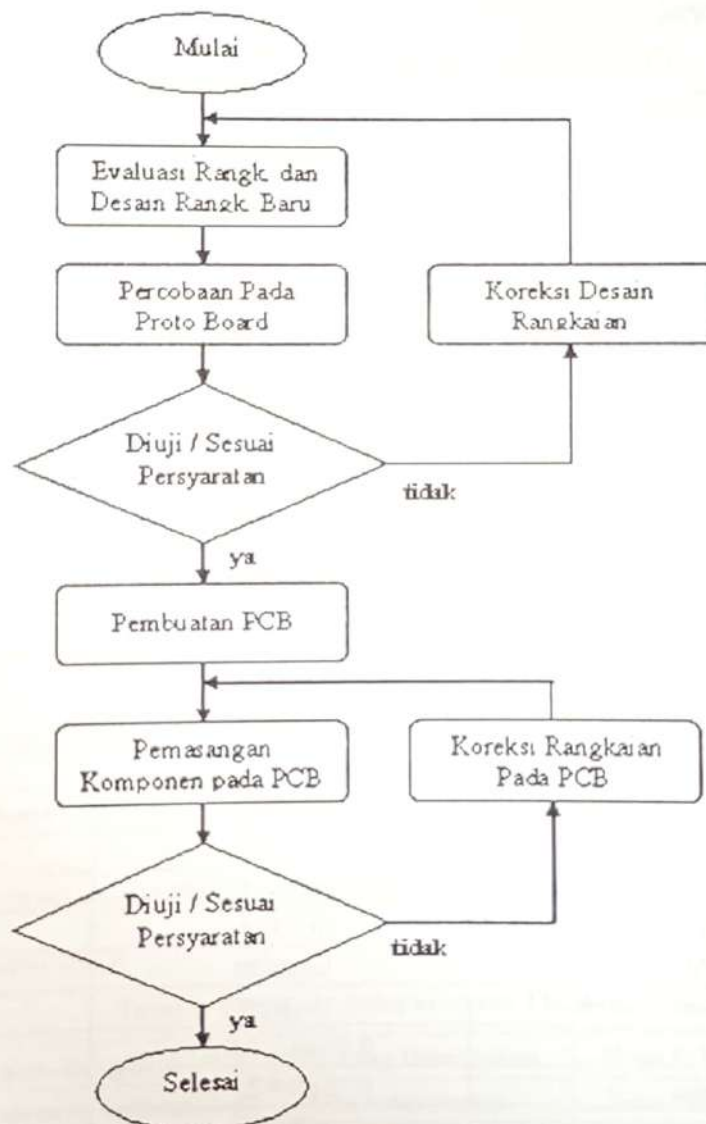 Mulai
Evaluasi Rangk. dan
Desain Rangk. Baru
Percobaan Pada
Proto Board
Koreksi Desain
Rangkaian
Diuji / Sesuai
Persyaratan
tidak
ya
Pembuatan PCB
Pemasangan
Komponen pada PCB
Koreksi Rangkaian
Pada PCB
Diuji / Sesuai
Persyaratan
tidak
ya
Selesai